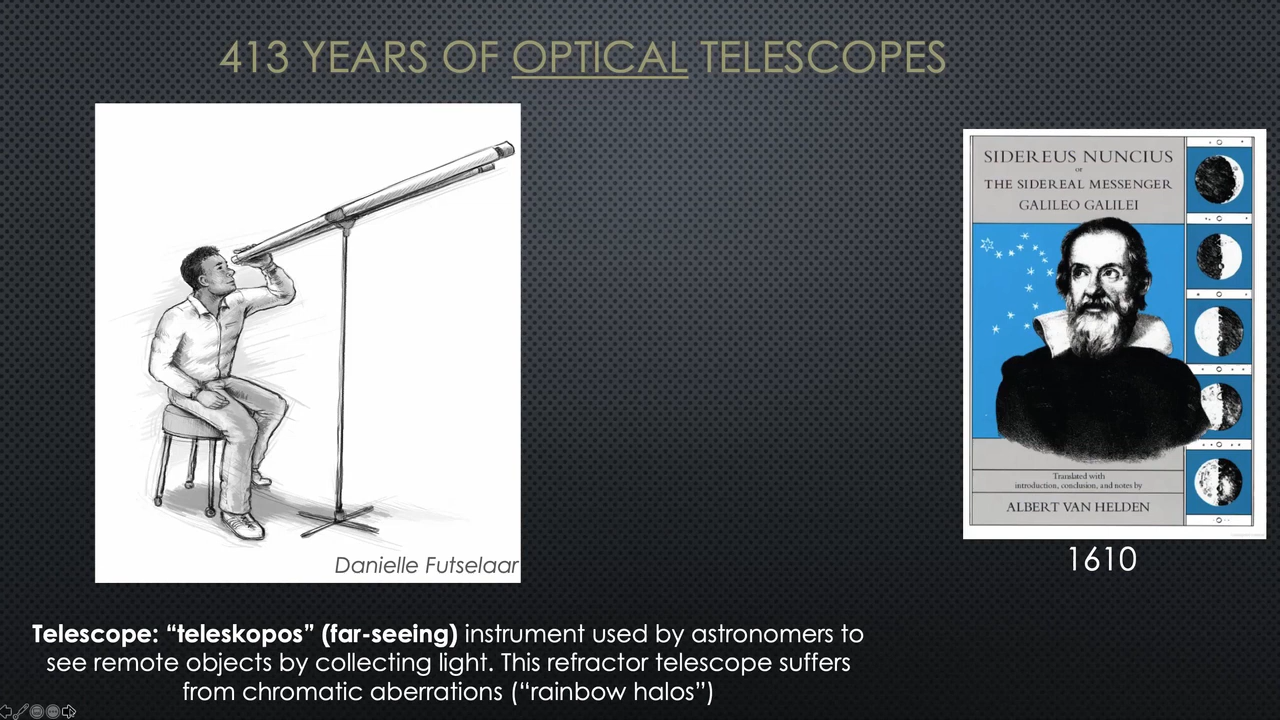 413 YEARS OF OPTICAL TELESCOPES
Danielle Futselaar
SIDEREUS NUNCIUS
or
THE SIDEREAL MESSENGER
GALILEO GALILEI
Translated with
introduction, conclusion, and notes by
ALBERT VAN HELDEN
1610
Telescope: “teleskopos” (far-seeing) instrument used by astronomers to
see remote objects by collecting light. This refractor telescope suffers
from chromatic aberrations (“rainbow halos”)